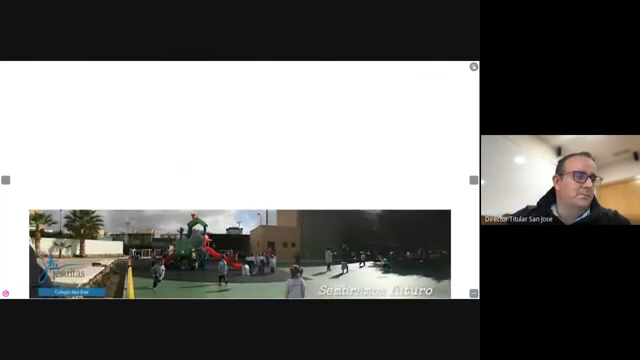 Director Titular San Jose
Jesuitas
Colegio San José
Sembramos futuro